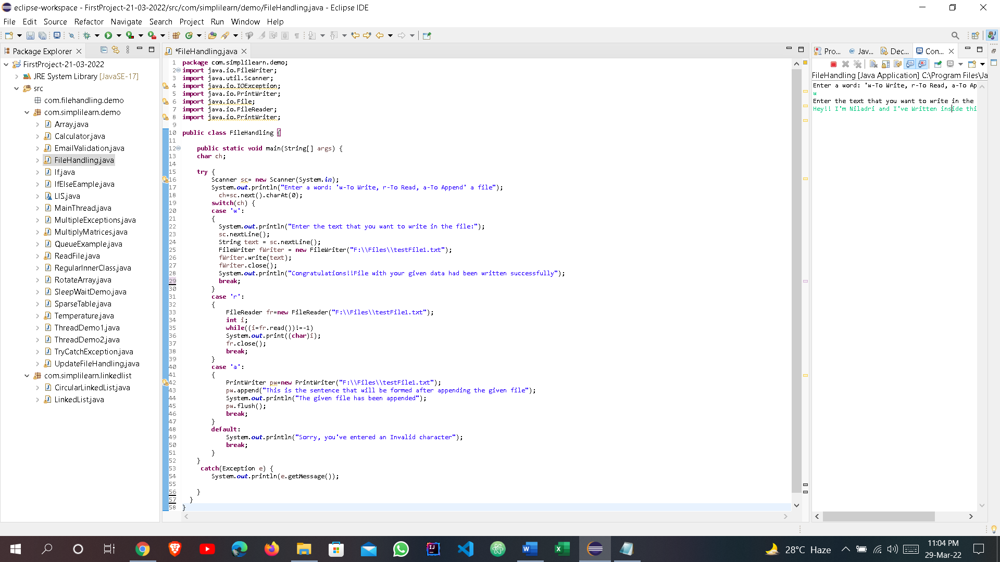 eclipse-workspace - FirstProject-21-03-2022/src/com/simplilearn/demo/FileHandling.java - Eclipse IDE
File Edit Source Refactor Navigate Search Project Run Window Help
Package Explorer
FirstProject-21-03-2022
JRE System Library [JavaSE-17]
src
com.filehandling.demo
com.simplilearn.demo
Array.java
Calculator.java
EmailValidation.java
FileHandling.java
If.java
IfElseEample.java
LIS.java
MainThread.java
MultipleExceptions.java
MultiplyMatrices.java
QueueExample.java
ReadFile.java
RegularInnerClass.java
RotateArray.java
SleepWaitDemo.java
SparseTable.java
Temperature.java
ThreadDemo1.java
ThreadDemo2.java
TryCatchException.java
UpdateFileHandling.java
com.simplilearn.linkedlist
CircularLinkedList.java
LinkedList.java
*FileHandling.java
1 package com.simplilearn.demo;
2 import java.io.FileWriter;
3 import java.util.Scanner;
4 import java.io.IOException;
5 import java.io.PrintWriter;
6 import java.io.File;
7 import java.io.FileReader;
8 import java.io.PrintWriter;
9
10 public class FileHandling {
11
12 public static void main(String[] args) {
13 char ch;
14
15 try {
16 Scanner sc= new Scanner(System.in);
17 System.out.println("Enter a word: 'w-To Write, r-To Read, a-To Append' a file");
18 ch=sc.next().charAt(0);
19 switch(ch) {
20 case 'w':
21 {
22 System.out.println("Enter the text that you want to write in the file:");
23 sc.nextLine();
24 String text = sc.nextLine();
25 FileWriter fWriter = new FileWriter("F:\\Files\\testFile1.txt");
26 fWriter.write(text);
27 fWriter.close();
28 System.out.println("Congratulations!!File with your given data had been written successfully");
29 break;
30 }
31 case 'r':
32 {
33 FileReader fr=new FileReader("F:\\Files\\testFile1.txt");
34 int i;
35 while((i=fr.read())!=-1)
36 System.out.print((char)i);
37 fr.close();
38 break;
39 }
40 case 'a':
41 {
42 PrintWriter pw=new PrintWriter("F:\\Files\\testFile1.txt");
43 pw.append("This is the sentence that will be formed after appending the given file");
44 System.out.println("The given file has been appended");
45 pw.flush();
46 break;
47 }
48 default:
49 System.out.println("Sorry, you've entered an Invalid character");
50 break;
51 }
52 }
53 catch(Exception e) {
54 System.out.println(e.getMessage());
55
56 }
57 }
58 }
Pro... Jav... Dec... Con...
FileHandling [Java Application] C:\Program Files\Ja
Enter a word: 'w-To Write, r-To Read, a-To Ap
w
Enter the text that you want to write in the
Hey!! I'm Niladri and I've Written inside thi
28°C Haze
11:04 PM
29-Mar-22